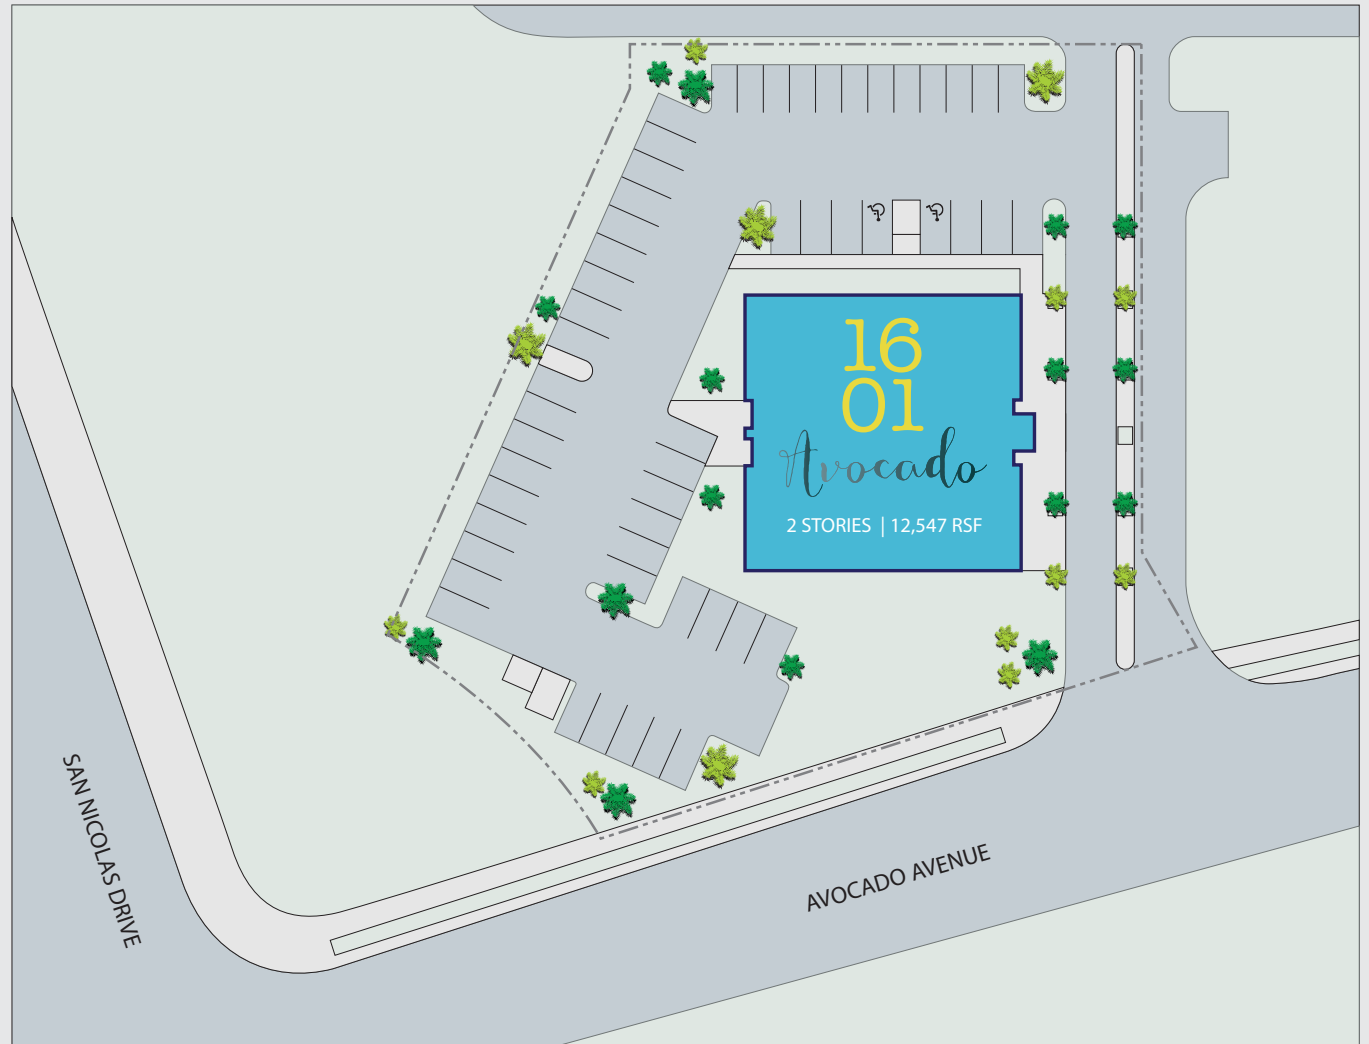 16
01
Avocado
2 STORIES | 12,547 RSF
SAN NICOLAS DRIVE
AVOCADO AVENUE